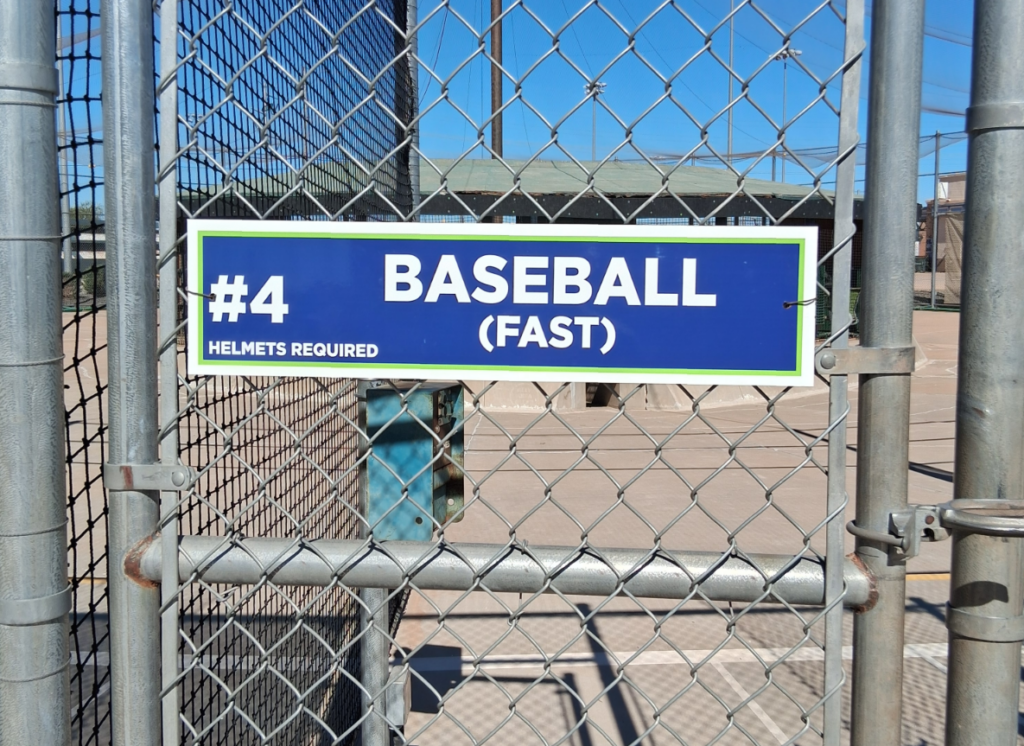 #4
BASEBALL
(FAST)
HELMETS REQUIRED